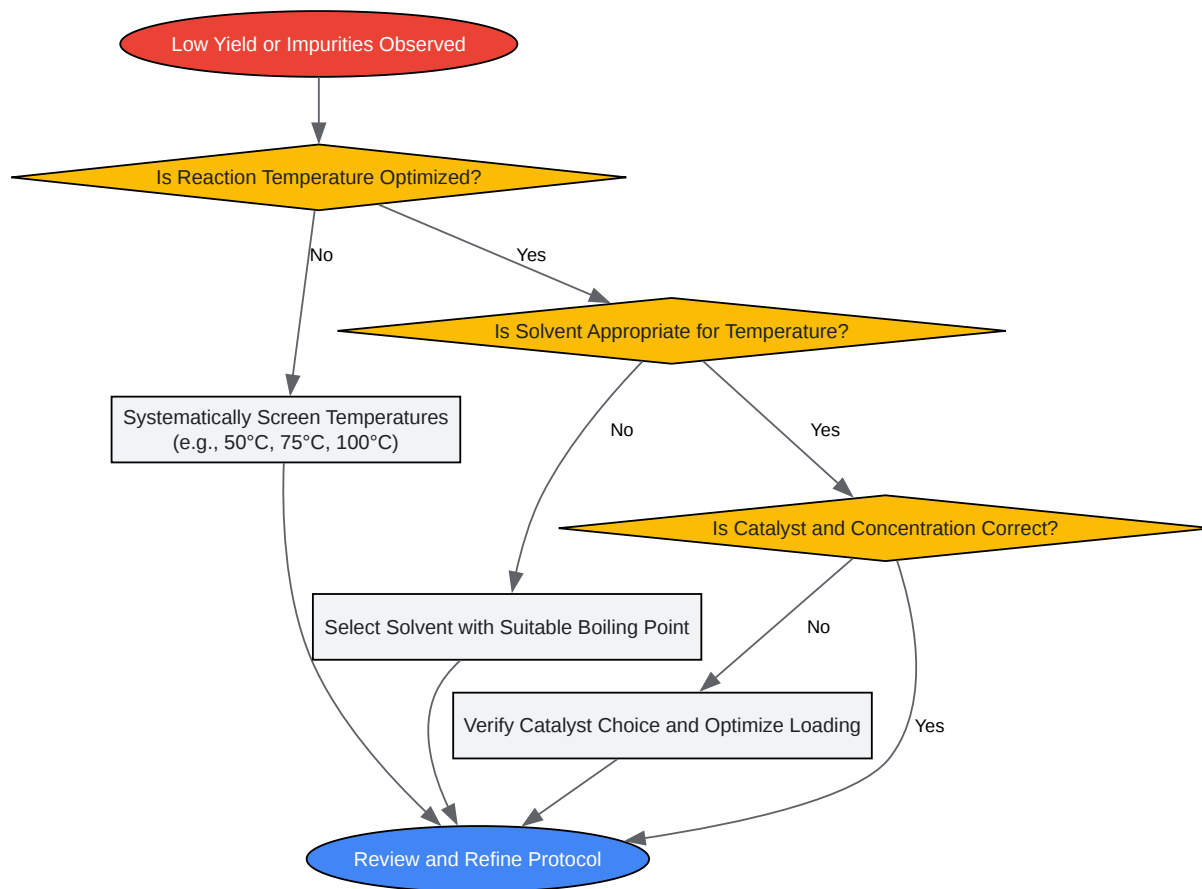 Low Yield or Impurities Observed
Is Reaction Temperature Optimized?
No
Yes
Is Solvent Appropriate for Temperature?
Systematically Screen Temperatures
(e.g., 50°C, 75°C, 100°C)
No
Yes
Is Catalyst and Concentration Correct?
Select Solvent with Suitable Boiling Point
No
Verify Catalyst Choice and Optimize Loading
Yes
Review and Refine Protocol